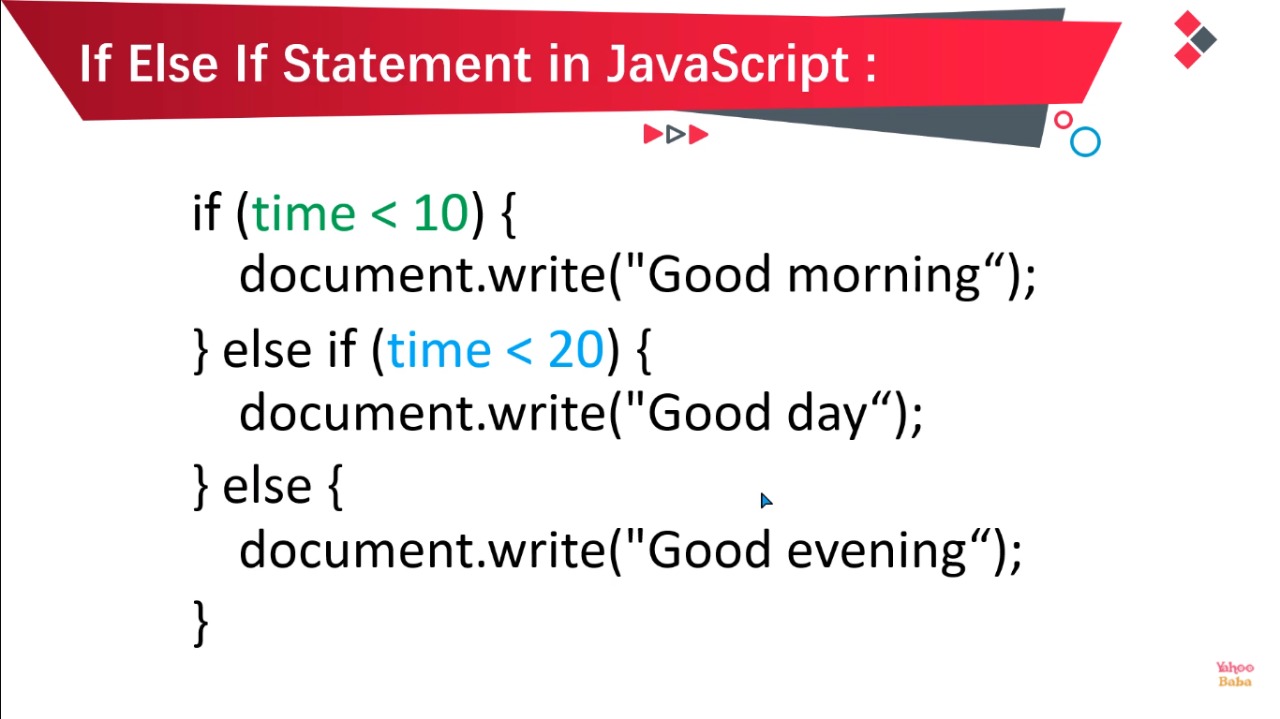 If Else If Statement in JavaScript :
if (time < 10) {
document.write("Good morning“);
} else if (time < 20) {
document.write("Good day“);
} else {
document.write("Good evening“);
}
Yahoo
Baba